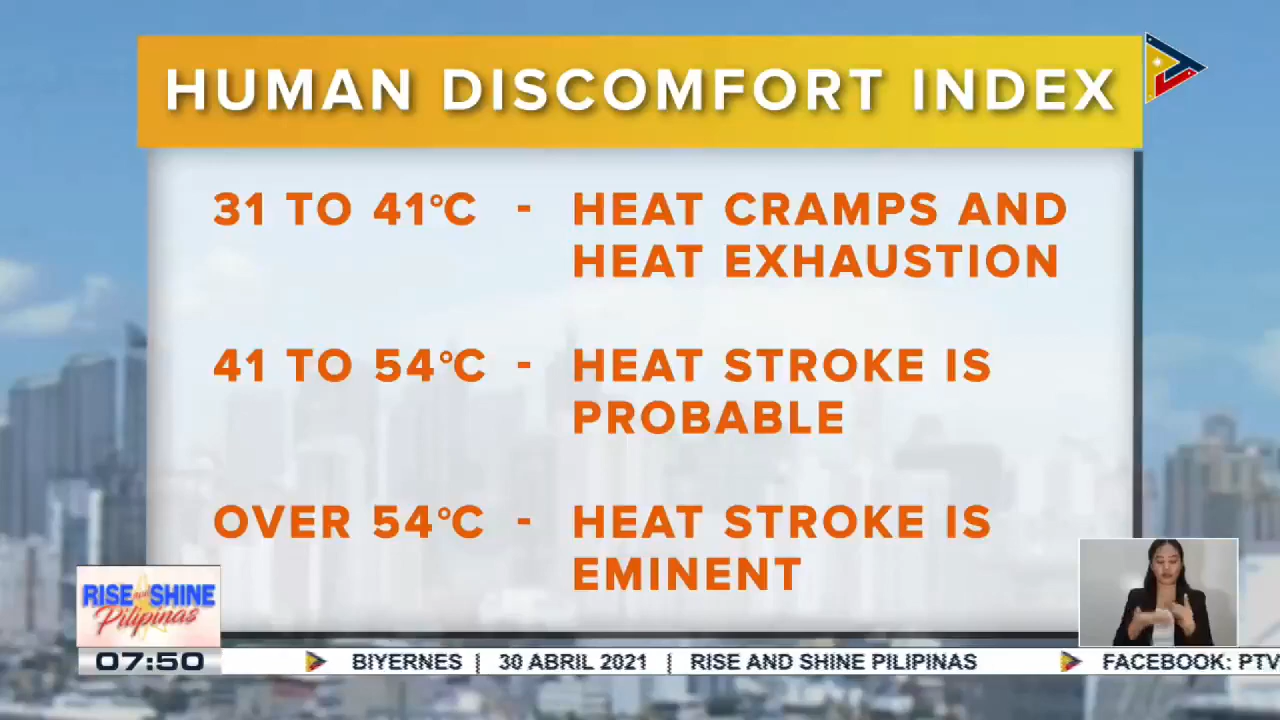 HUMAN DISCOMFORT INDEX
31 TO 41°C - HEAT CRAMPS AND
HEAT EXHAUSTION
41 TO 54°C - HEAT STROKE IS
PROBABLE
OVER 54°C - HEAT STROKE IS
EMINENT
RISE and SHINE
Pilipinas
07:50 BIYERNES | 30 ABRIL 2021 | RISE AND SHINE PILIPINAS FACEBOOK: PTV